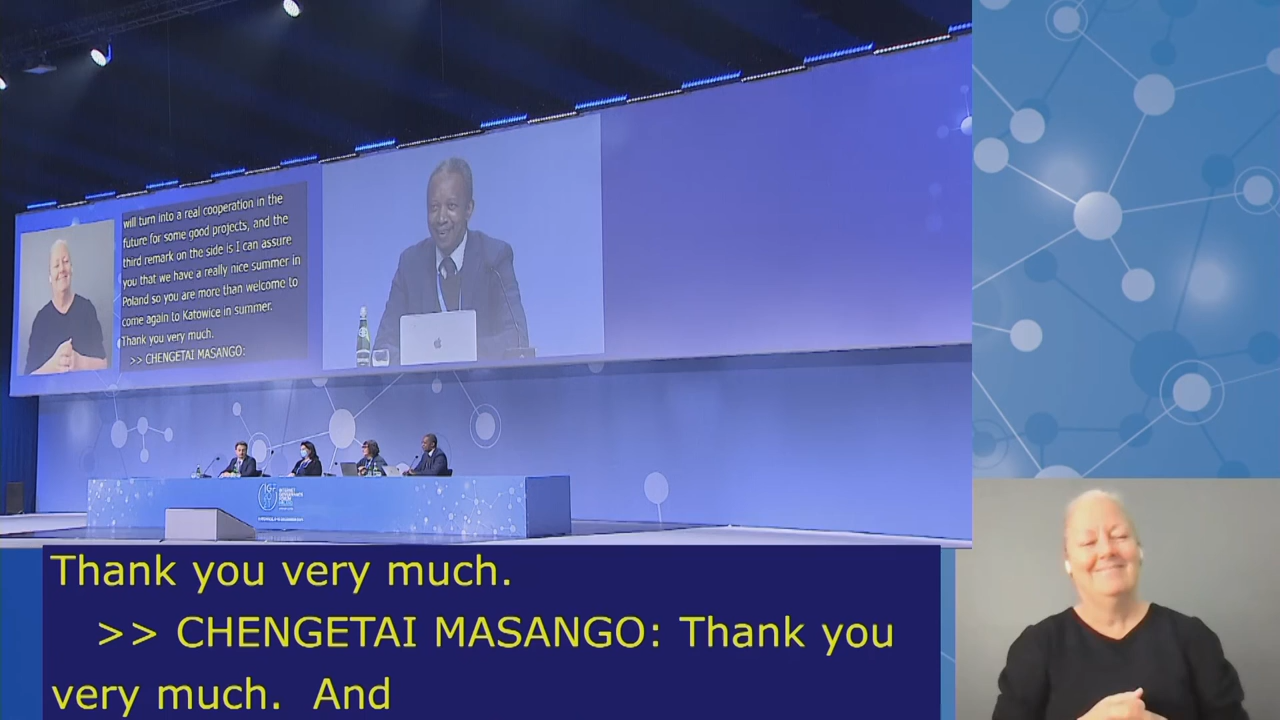 will turn into a real cooperation in the
future for some good projects, and the
third remark on the side is I can assure
you that we have a really nice summer in
Poland so you are more than welcome to
come again to Katowice in summer.
Thank you very much.
>> CHENGETAI MASANGO:
INTERNET
GOVERNANCE
FORUM
Thank you very much.
>> CHENGETAI MASANGO: Thank you
very much. And